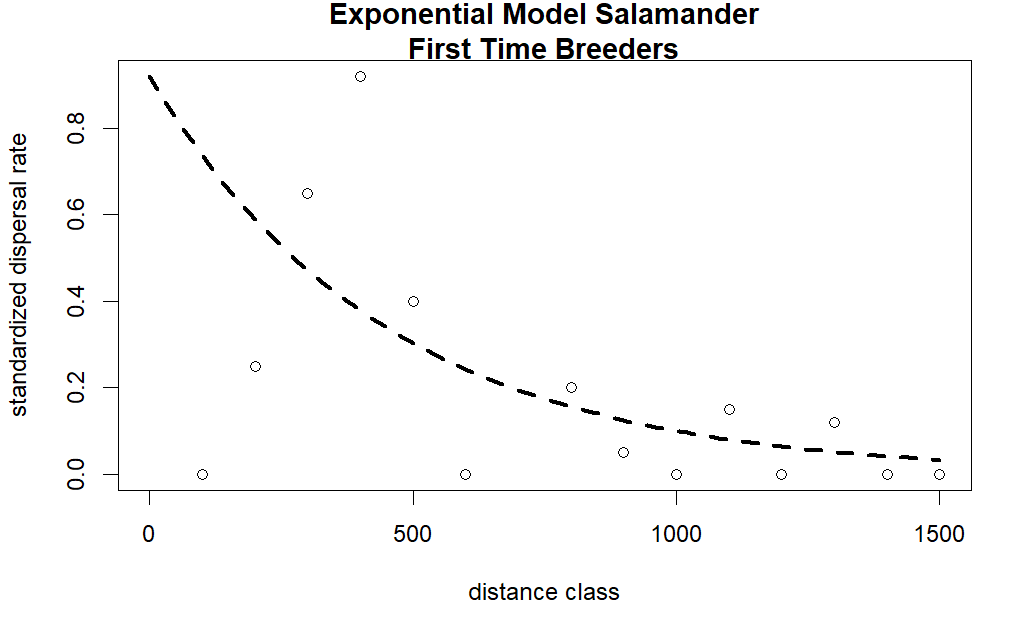 Exponential Model Salamander
First Time Breeders
standardized dispersal rate
0.8
0.6
0.4
0.2
0.0
0 500 1000 1500
distance class